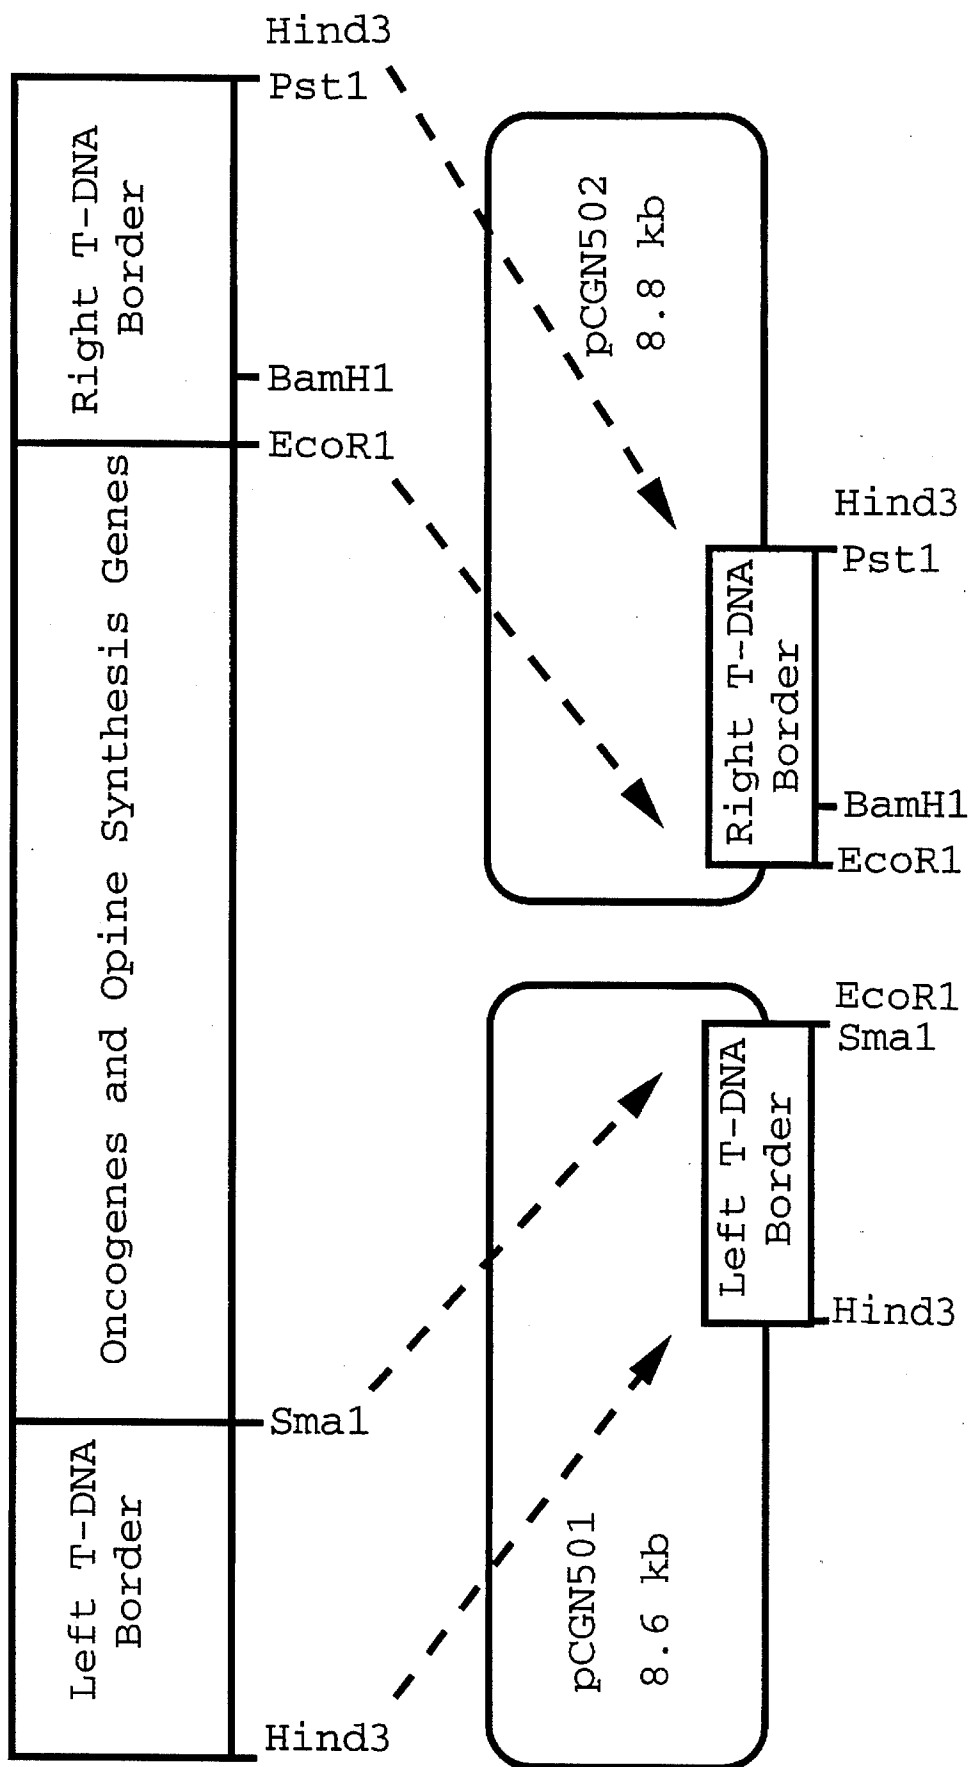 Hind3
Pst1
Right T-DNA
Border
BamH1
EcoR1
Oncogenes and Opine Synthesis Genes
Sma1
Left T-DNA
Border
Hind3
pCGN502
8.8 kb
Hind3
Pst1
Right T-DNA
Border
BamH1
EcoR1
EcoR1
Sma1
Left T-DNA
Border
Hind3
pCGN501
8.6 kb